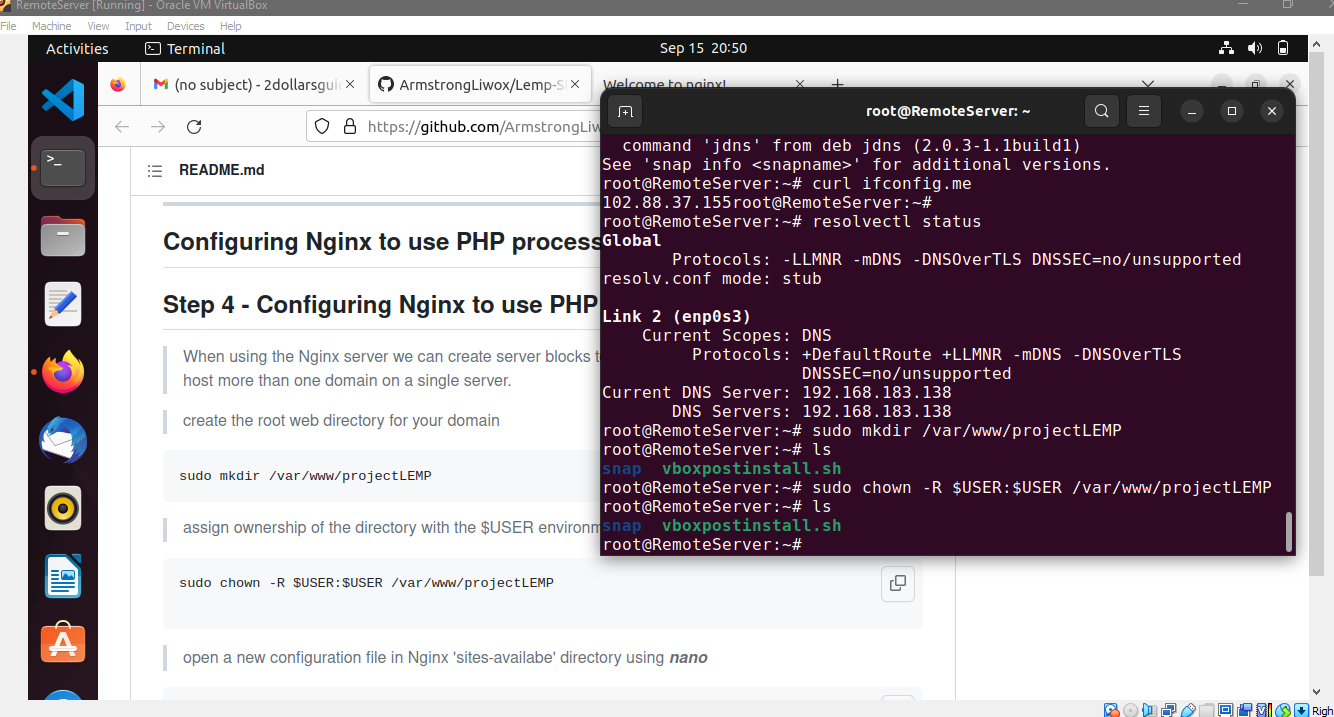 RemoteServer [Running] - Oracle VM VirtualBox
File Machine View Input Devices Help
Activities Terminal Sep 15 20:50
(no subject) - 2dollarsgui
ArmstrongLiwox/Lemp-S
Welcome to nginx!
https://github.com/ArmstrongLiw
README.md
Configuring Nginx to use PHP process
Step 4 - Configuring Nginx to use PHP
When using the Nginx server we can create server blocks t
host more than one domain on a single server.
create the root web directory for your domain
sudo mkdir /var/www/projectLEMP
assign ownership of the directory with the $USER environm
sudo chown -R $USER:$USER /var/www/projectLEMP
open a new configuration file in Nginx 'sites-availabe' directory using nano
root@RemoteServer: ~
command 'jdns' from deb jdns (2.0.3-1.1build1)
See 'snap info <snapname>' for additional versions.
root@RemoteServer:~# curl ifconfig.me
102.88.37.155root@RemoteServer:~#
root@RemoteServer:~# resolvectl status
Global
Protocols: -LLMNR -mDNS -DNSOverTLS DNSSEC=no/unsupported
resolv.conf mode: stub
Link 2 (enp0s3)
Current Scopes: DNS
Protocols: +DefaultRoute +LLMNR -mDNS -DNSOverTLS
DNSSEC=no/unsupported
Current DNS Server: 192.168.183.138
DNS Servers: 192.168.183.138
root@RemoteServer:~# sudo mkdir /var/www/projectLEMP
root@RemoteServer:~# ls
snap vboxpostinstall.sh
root@RemoteServer:~# sudo chown -R $USER:$USER /var/www/projectLEMP
root@RemoteServer:~# ls
snap vboxpostinstall.sh
root@RemoteServer:~#
Righ